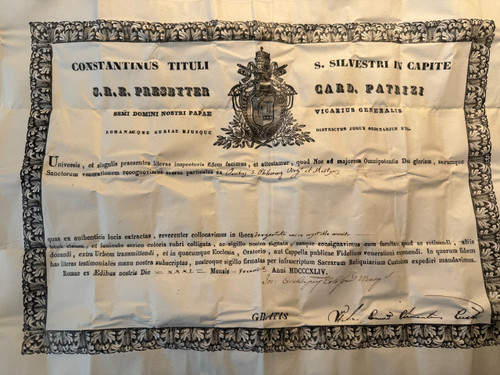 CONSTANTINUS TITULI S. SILVESTRI IN CAPITE
S.R.E. PRESBYTER CARD. PATRIZI
SEMI DOMINI NOSTRI PAPAE VICARIUS GENERALIS
ROMANAEQUE CURIAE EJUSQUE DISTRICTUS JUDEX ORDINARIUS ETC.
Universis, et singulis praesentes literas inspecturis fidem facimus, et attestamur, quod Nos ad majorem Omnipotentis Dei gloriam, suorumque
Sanctorum venerationem recognovimus sacras particulas ex
quas ex authenticis locis extractas, reverenter collocavimus in theca
et funiculo serico coloris rubri colligata, ac sigillo nostro signata, easque consignavimus cum facultate apud se retinendi, aliis
donandi, extra Urbem transmittendi, et in quacumque Ecclesia, Oratorio, aut Cappella publicae Fidelium venerationi exponendi. In quorum fidem
has literas testimoniales manu nostra subscriptas, nostroque sigillo firmatas per infrascriptum Sacrarum Reliquiarum Custodem expediri mandavimus.
Romae ex Aedibus nostris Die Mensis Anni MDCCCXLIV.
Gratis